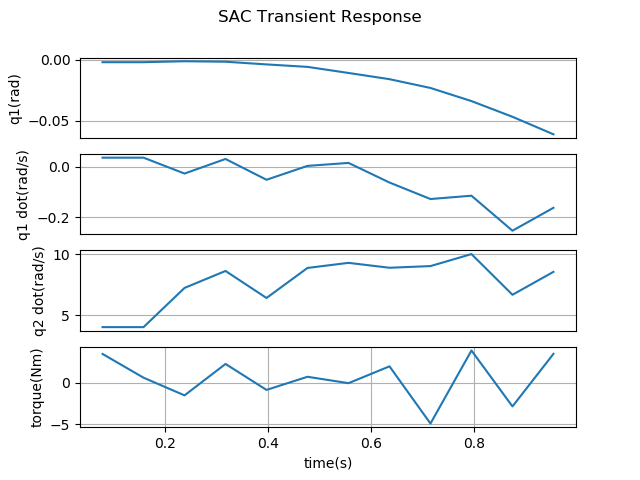 SAC Transient Response
0.00
−0.05
q1(rad)
0.0
−0.2
q1 dot(rad/s)
10
5
q2 dot(rad/s)
0
−5
torque(Nm)
0.2 0.4 0.6 0.8
time(s)